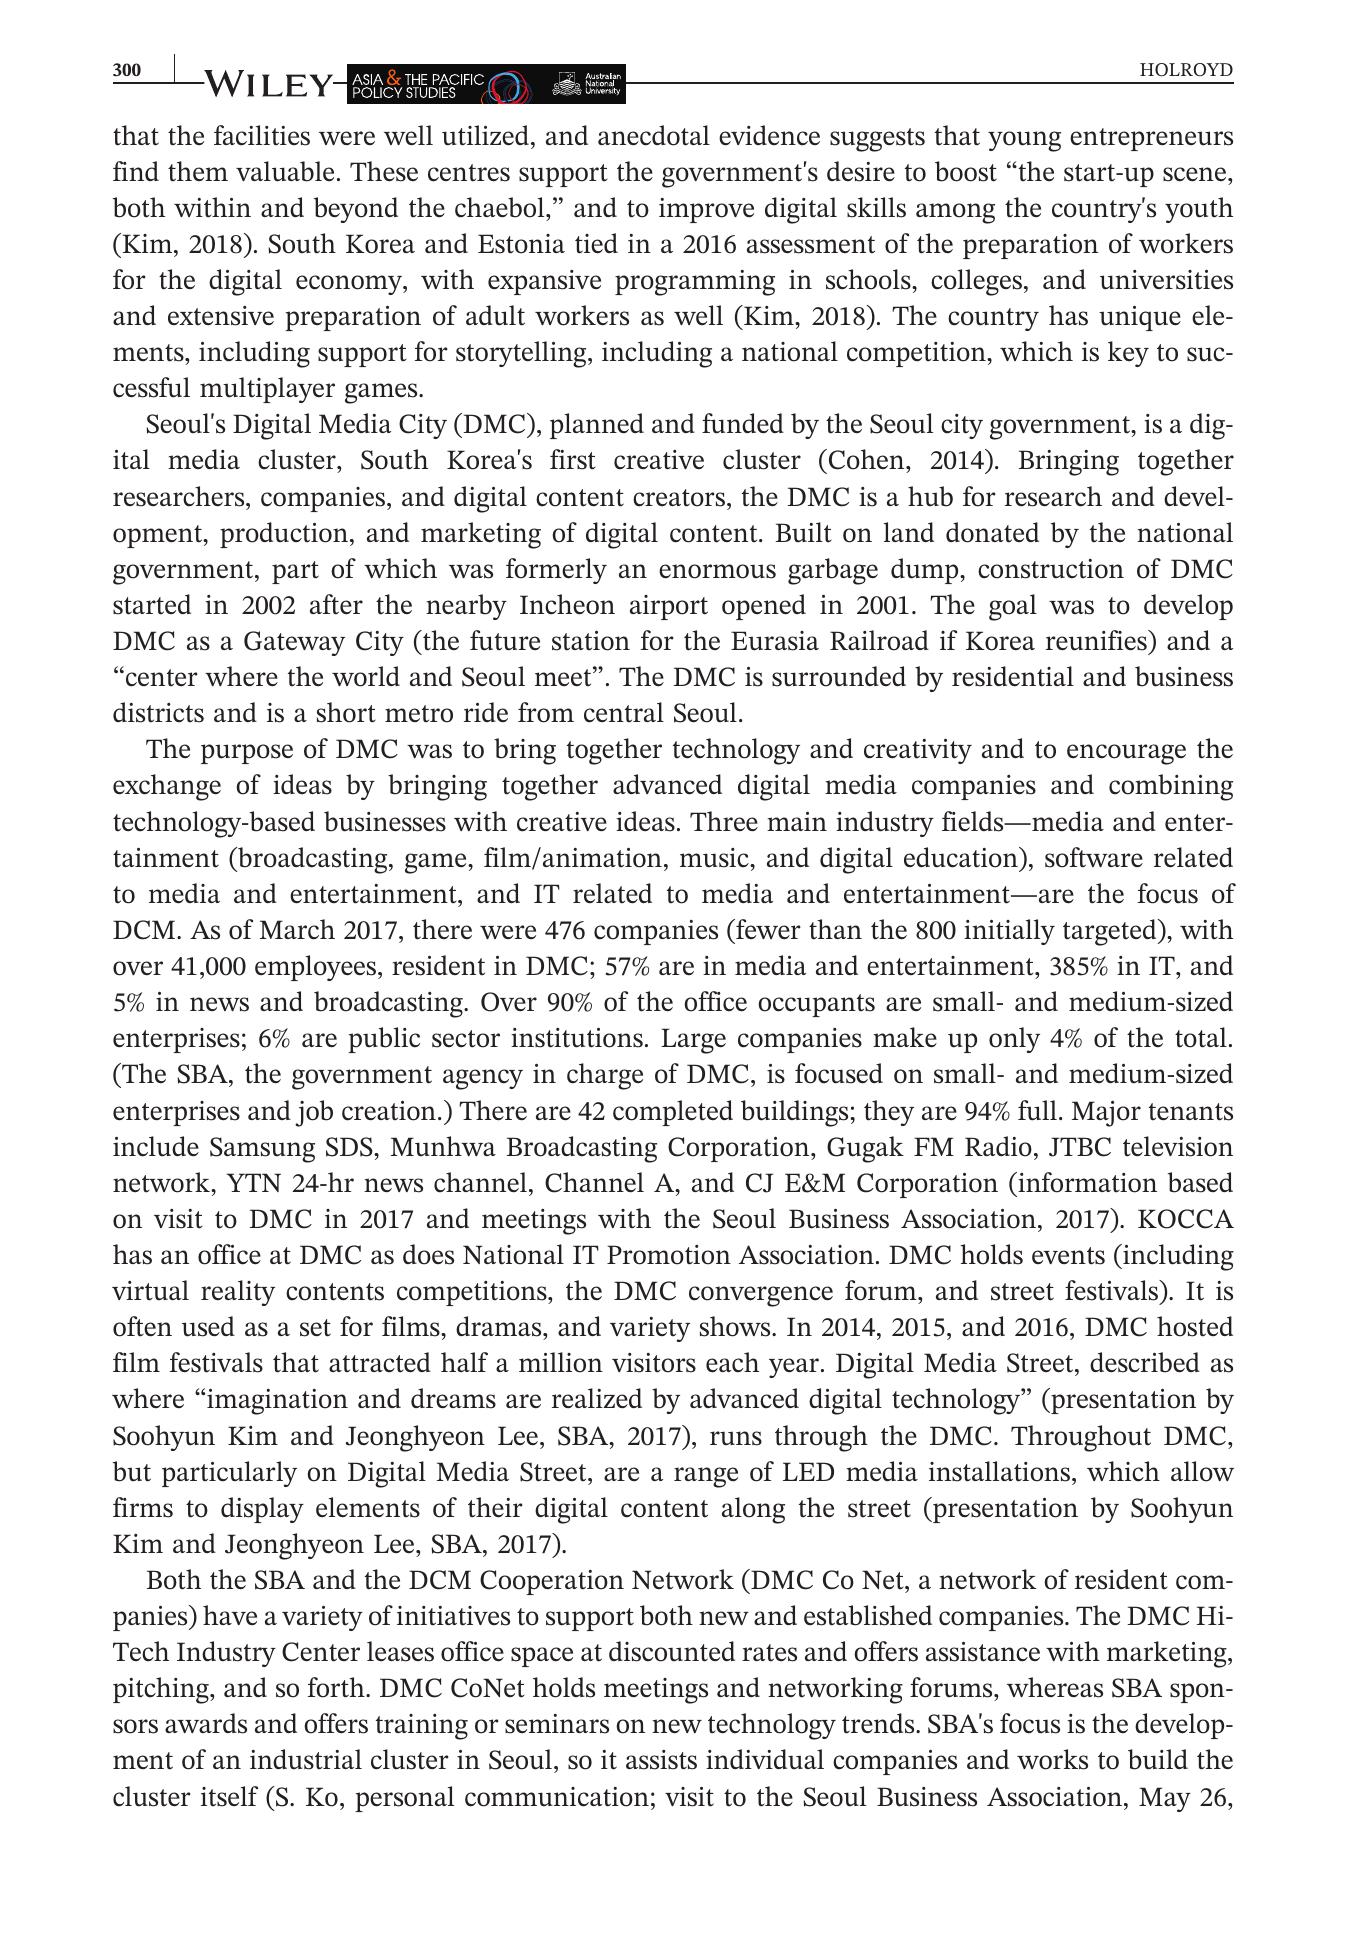 300
WILEY
ASIA & THE PACIFIC
POLICY STUDIES
Australian
National
University
HOLROYD
that the facilities were well utilized, and anecdotal evidence suggests that young entrepreneurs
find them valuable. These centres support the government's desire to boost “the start-up scene,
both within and beyond the chaebol,” and to improve digital skills among the country's youth
(Kim, 2018). South Korea and Estonia tied in a 2016 assessment of the preparation of workers
for the digital economy, with expansive programming in schools, colleges, and universities
and extensive preparation of adult workers as well (Kim, 2018). The country has unique ele-
ments, including support for storytelling, including a national competition, which is key to suc-
cessful multiplayer games.
Seoul's Digital Media City (DMC), planned and funded by the Seoul city government, is a dig-
ital media cluster, South Korea's first creative cluster (Cohen, 2014). Bringing together
researchers, companies, and digital content creators, the DMC is a hub for research and devel-
opment, production, and marketing of digital content. Built on land donated by the national
government, part of which was formerly an enormous garbage dump, construction of DMC
started in 2002 after the nearby Incheon airport opened in 2001. The goal was to develop
DMC as a Gateway City (the future station for the Eurasia Railroad if Korea reunifies) and a
“center where the world and Seoul meet”. The DMC is surrounded by residential and business
districts and is a short metro ride from central Seoul.
The purpose of DMC was to bring together technology and creativity and to encourage the
exchange of ideas by bringing together advanced digital media companies and combining
technology-based businesses with creative ideas. Three main industry fields—media and enter-
tainment (broadcasting, game, film/animation, music, and digital education), software related
to media and entertainment, and IT related to media and entertainment—are the focus of
DCM. As of March 2017, there were 476 companies (fewer than the 800 initially targeted), with
over 41,000 employees, resident in DMC; 57% are in media and entertainment, 385% in IT, and
5% in news and broadcasting. Over 90% of the office occupants are small- and medium-sized
enterprises; 6% are public sector institutions. Large companies make up only 4% of the total.
(The SBA, the government agency in charge of DMC, is focused on small- and medium-sized
enterprises and job creation.) There are 42 completed buildings; they are 94% full. Major tenants
include Samsung SDS, Munhwa Broadcasting Corporation, Gugak FM Radio, JTBC television
network, YTN 24-hr news channel, Channel A, and CJ E&M Corporation (information based
on visit to DMC in 2017 and meetings with the Seoul Business Association, 2017). KOCCA
has an office at DMC as does National IT Promotion Association. DMC holds events (including
virtual reality contents competitions, the DMC convergence forum, and street festivals). It is
often used as a set for films, dramas, and variety shows. In 2014, 2015, and 2016, DMC hosted
film festivals that attracted half a million visitors each year. Digital Media Street, described as
where “imagination and dreams are realized by advanced digital technology” (presentation by
Soohyun Kim and Jeonghyeon Lee, SBA, 2017), runs through the DMC. Throughout DMC,
but particularly on Digital Media Street, are a range of LED media installations, which allow
firms to display elements of their digital content along the street (presentation by Soohyun
Kim and Jeonghyeon Lee, SBA, 2017).
Both the SBA and the DCM Cooperation Network (DMC Co Net, a network of resident com-
panies) have a variety of initiatives to support both new and established companies. The DMC Hi-
Tech Industry Center leases office space at discounted rates and offers assistance with marketing,
pitching, and so forth. DMC CoNet holds meetings and networking forums, whereas SBA spon-
sors awards and offers training or seminars on new technology trends. SBA's focus is the develop-
ment of an industrial cluster in Seoul, so it assists individual companies and works to build the
cluster itself (S. Ko, personal communication; visit to the Seoul Business Association, May 26,